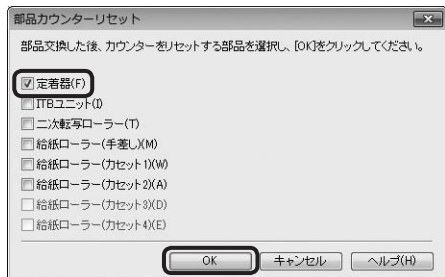 部品カウンターリセット
部品交換した後、カウンターをリセットする部品を選択し、[OK]をクリックしてください。
定着器(F)
ITBユニット(I)
二次転写ローラー(T)
給紙ローラー(手差し)(M)
給紙ローラー(カセット1)(W)
給紙ローラー(カセット2)(A)
給紙ローラー(カセット3)(D)
給紙ローラー(カセット4)(E)
OK キャンセル ヘルプ(H)